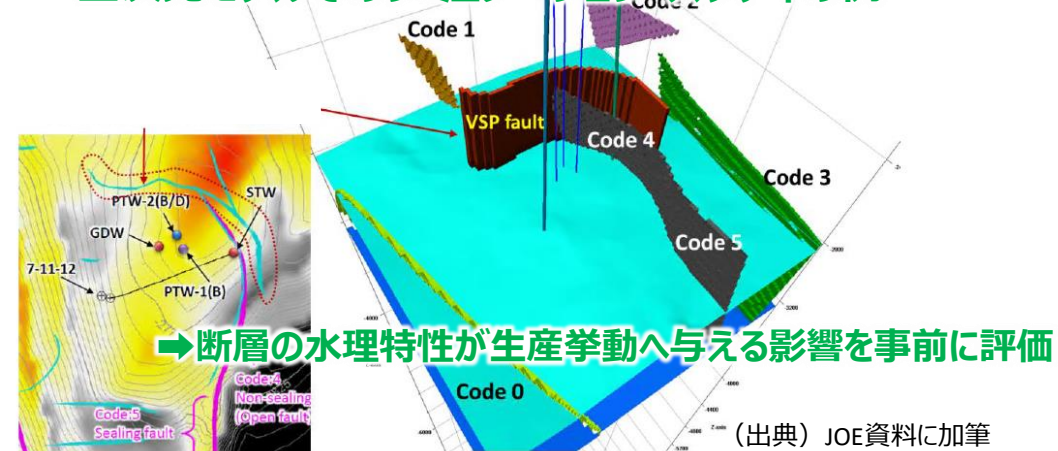 Code 1
Code 2
VSP fault
Code 4
Code 3
STW
PTW-2(B/D)
GDW
7-11-12
PTW-1(B)
Code 5
➡断層の水理特性が生産挙動へ与える影響を事前に評価
Code:4
Non-sealing
(Open fault)
Code 0
Code:5
Sealing fault
（出典）JOE資料に加筆